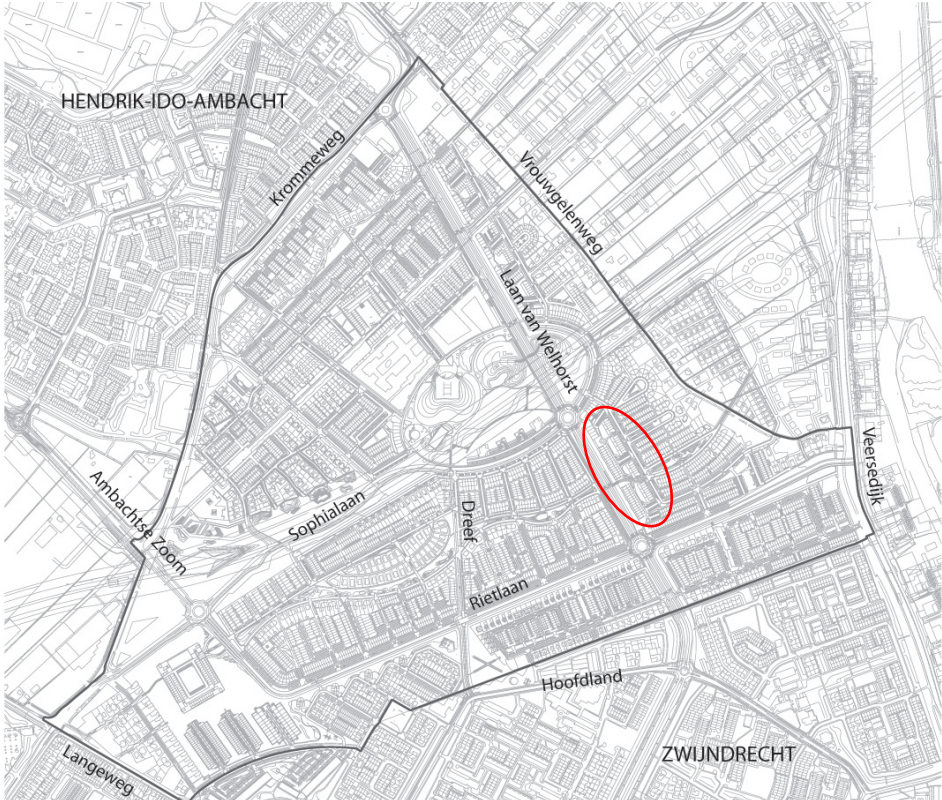 HENDRIK-IDO-AMBACHT
Krommeweg
Vrouwgelenweg
Laan van Welhorst
Veersedijk
Ambachtse Zoom
Sophialaan
Dreef
Rietlaan
Hoofdland
ZWIJNDRECHT
Langeweg